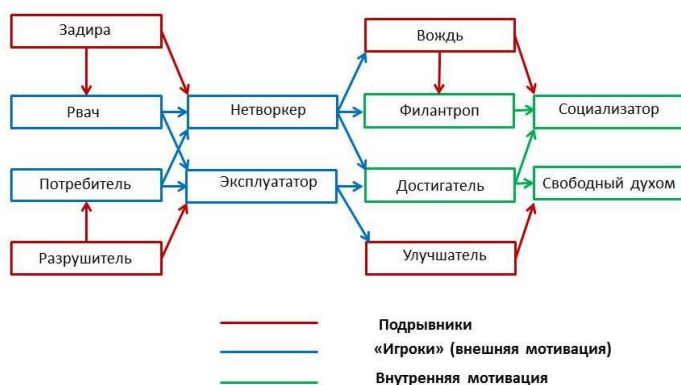 Задира
Вождь
Рвач
Нетворкер
Филантроп
Социализатор
Потребитель
Эксплуататор
Достигатель
Свободный духом
Разрушитель
Улучшатель
Подрывники
«Игроки» (внешняя мотивация)
Внутренняя мотивация